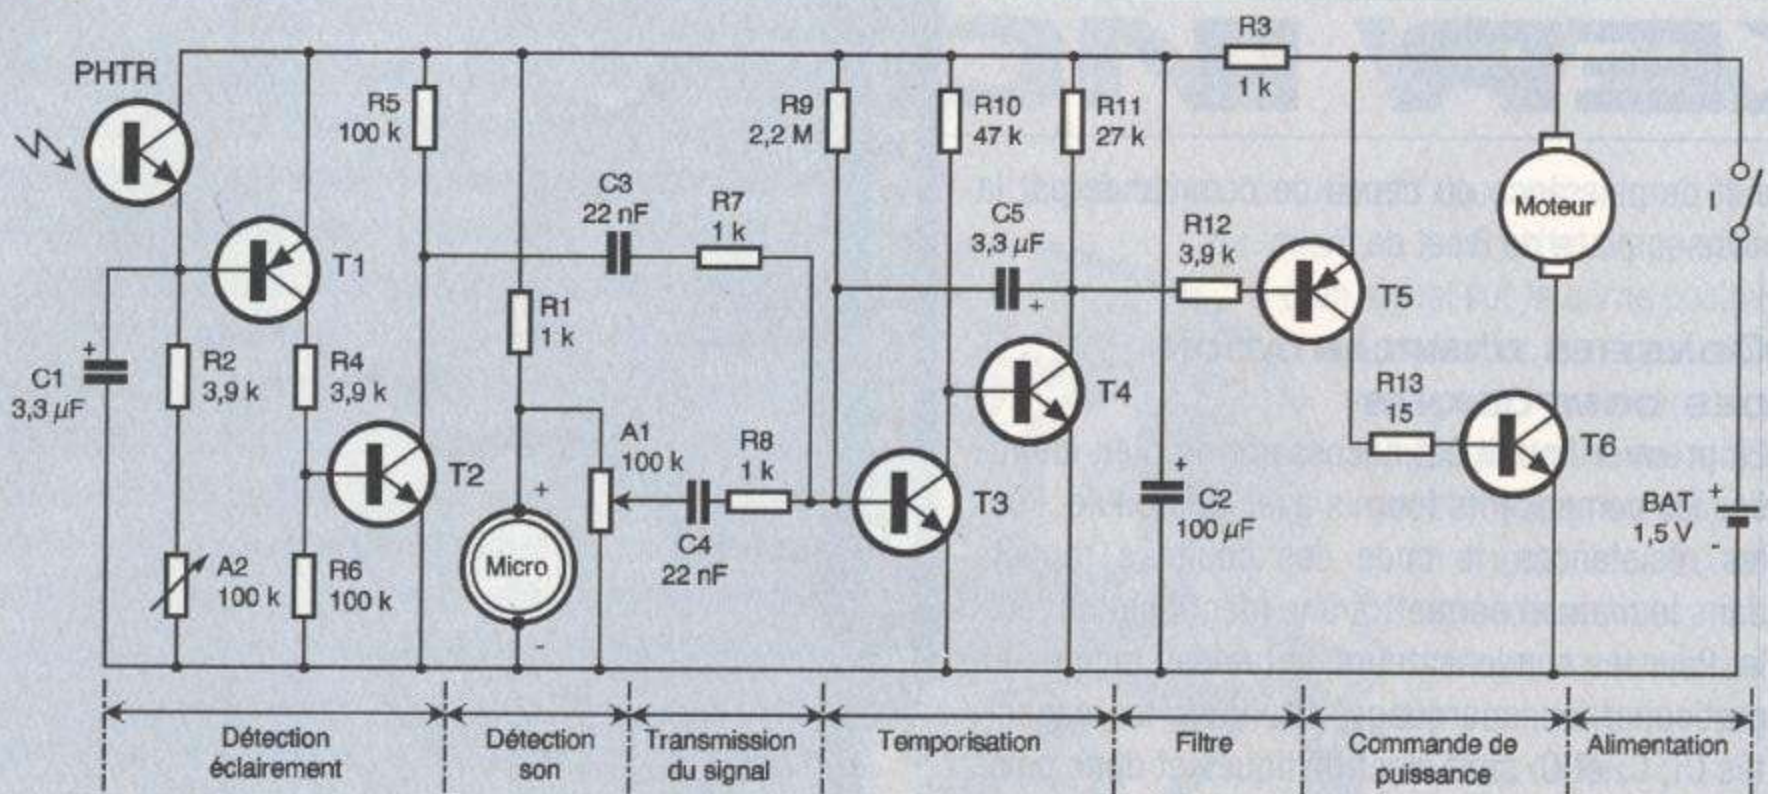 PHTR
T1
C1
3,3 µF
R2
3,9 k
A2
100 k
R4
3,9 k
R6
100 k
R5
100 k
T2
R1
1 k
Micro
C3
22 nF
R7
1 k
A1
100 k
C4
22 nF
R8
1 k
R9
2,2 M
T3
R10
47 k
R11
27 k
C5
3,3 µF
T4
R12
3,9 k
C2
100 µF
R3
1 k
T5
R13
15
T6
Moteur
I
BAT
1,5 V
Détection
éclairement
Détection
son
Transmission
du signal
Temporisation
Filtre
Commande de
puissance
Alimentation